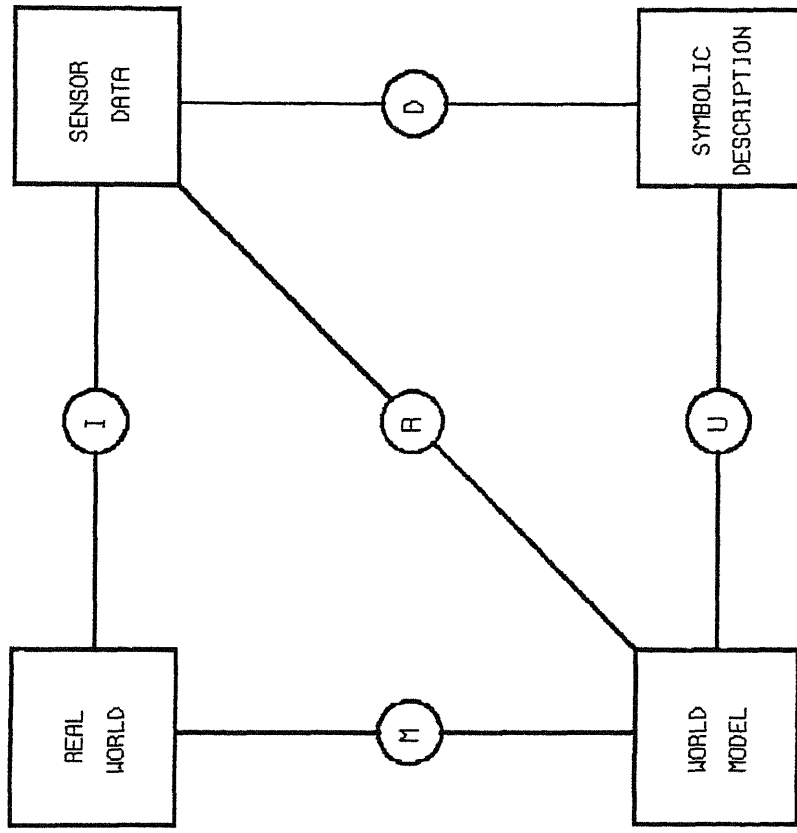 WORLD
MODEL
M
REAL
WORLD
U
R
I
SYMBOLIC
DESCRIPTION
D
SENSOR
DATA